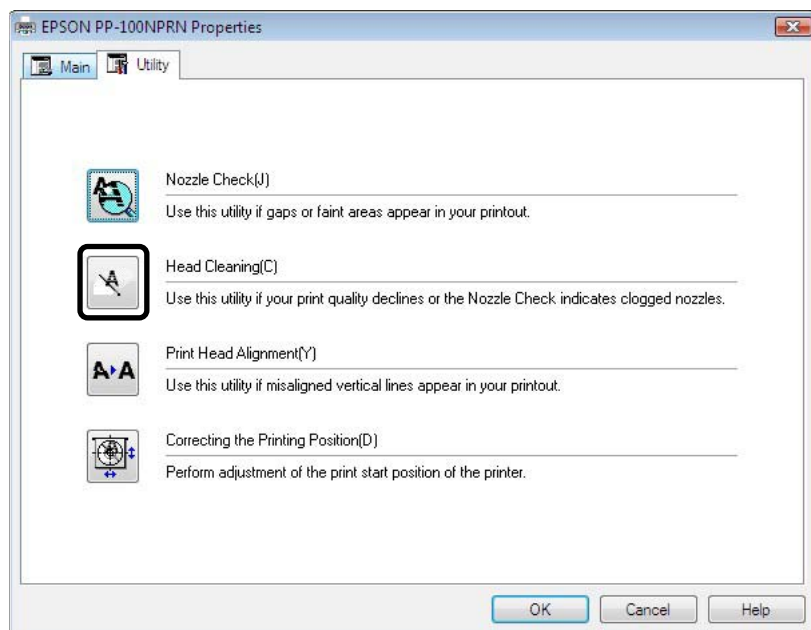 EPSON PP-100NPRN Properties
Main Utility
Nozzle Check(J)
Use this utility if gaps or faint areas appear in your printout.
Head Cleaning(C)
Use this utility if your print quality declines or the Nozzle Check indicates clogged nozzles.
Print Head Alignment(Y)
Use this utility if misaligned vertical lines appear in your printout.
Correcting the Printing Position(D)
Perform adjustment of the print start position of the printer.
OK Cancel Help